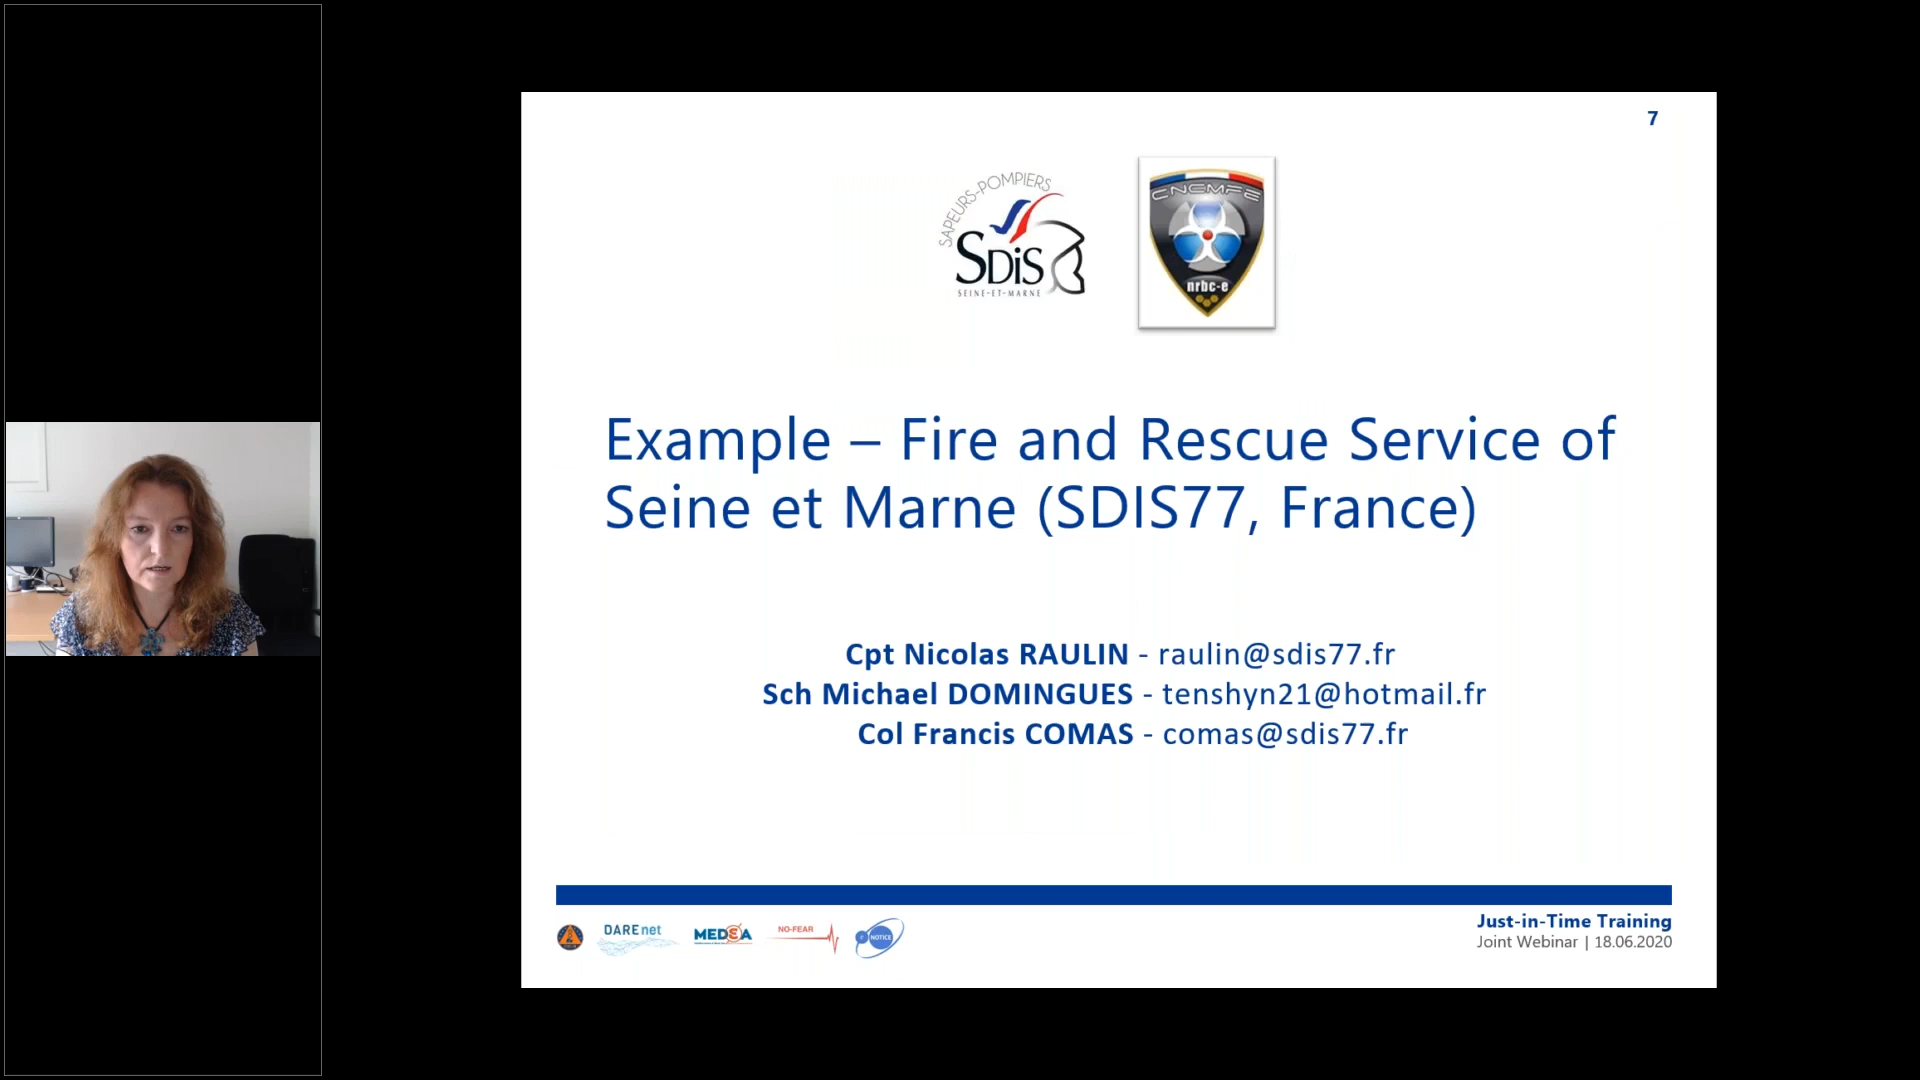 7
SAPEURS-POMPIERS
SDiS
SEINE-ET-MARNE
CNCMFE
nrbc-e
Example – Fire and Rescue Service of
Seine et Marne (SDIS77, France)
Cpt Nicolas RAULIN - raulin@sdis77.fr
Sch Michael DOMINGUES - tenshyn21@hotmail.fr
Col Francis COMAS - comas@sdis77.fr
DAREnet
MEDEA
NO-FEAR
NOTICE
Just-in-Time Training
Joint Webinar | 18.06.2020